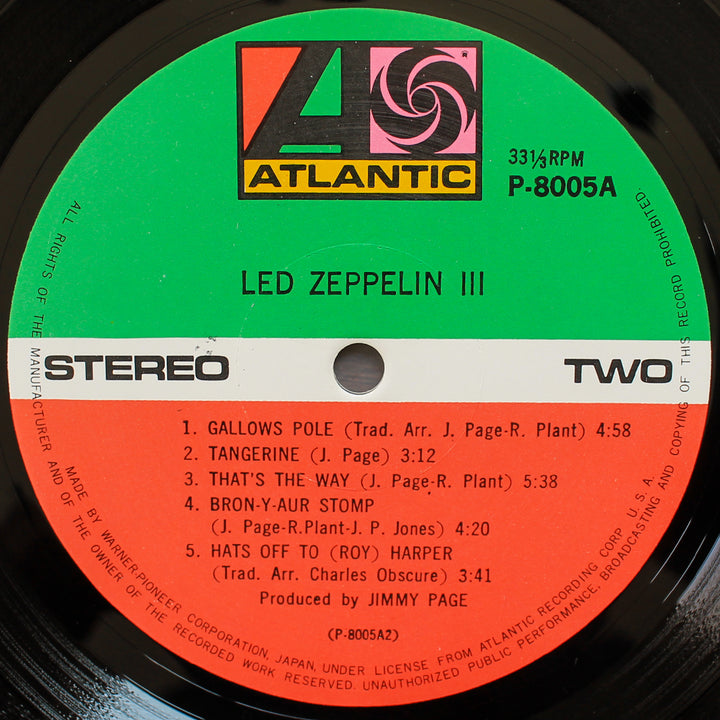 ®
ATLANTIC
33⅓ RPM
P-8005A
LED ZEPPELIN III
STEREO
TWO
1. GALLOWS POLE (Trad. Arr. J. Page-R. Plant) 4:58
2. TANGERINE (J. Page) 3:12
3. THAT'S THE WAY (J. Page-R. Plant) 5:38
4. BRON-Y-AUR STOMP
(J. Page-R.Plant-J. P. Jones) 4:20
5. HATS OFF TO (ROY) HARPER
(Trad. Arr. Charles Obscure) 3:41
Produced by JIMMY PAGE
(P-8005A2)
MADE BY WARNER-PIONEER CORPORATION, JAPAN, UNDER LICENSE FROM ATLANTIC RECORDING CORP. U.S.A.
ALL RIGHTS OF THE MANUFACTURER AND OF THE OWNER OF THE RECORDED WORK RESERVED. UNAUTHORIZED PUBLIC PERFORMANCE, BROADCASTING AND COPYING OF THIS RECORD PROHIBITED.